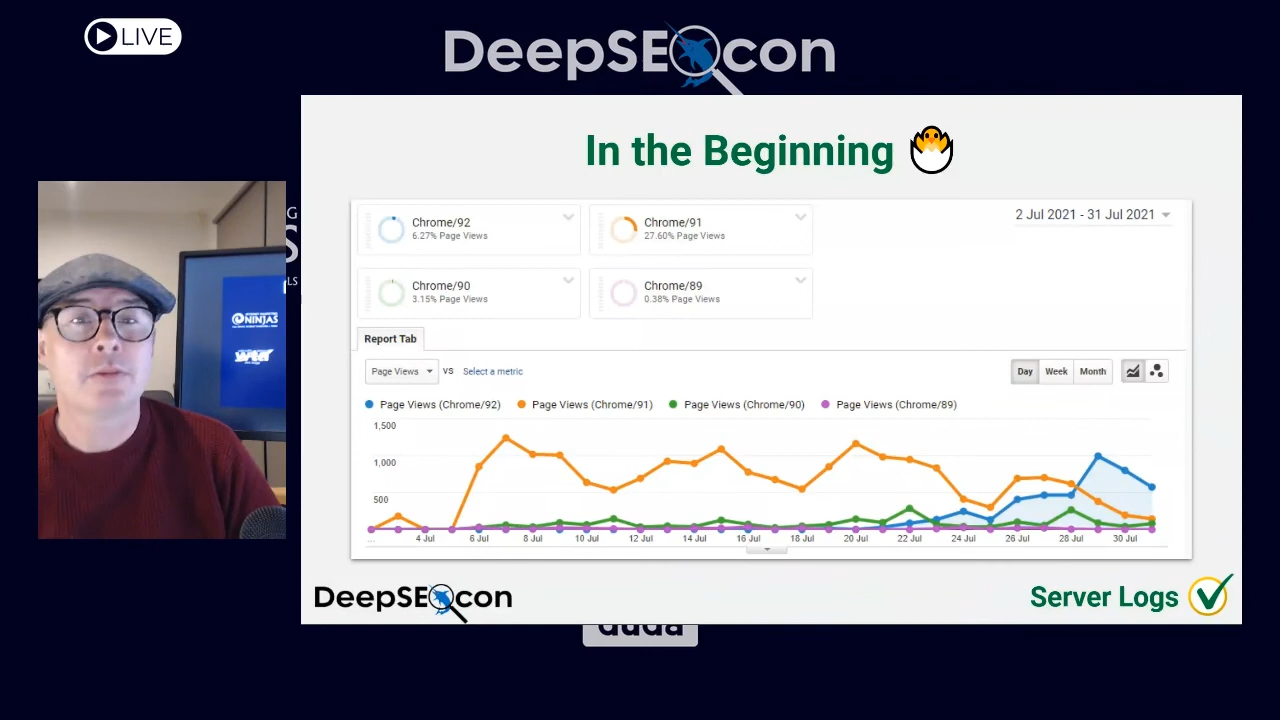 LIVE
DeepSEOcon
In the Beginning
Chrome/92
6.27% Page Views
Chrome/91
27.60% Page Views
2 Jul 2021 - 31 Jul 2021
Chrome/90
3.15% Page Views
Chrome/89
0.38% Page Views
Report Tab
Page Views VS Select a metric
Day Week Month
Page Views (Chrome/92) Page Views (Chrome/91) Page Views (Chrome/90) Page Views (Chrome/89)
1,500
1,000
500
... 4 Jul 6 Jul 8 Jul 10 Jul 12 Jul 14 Jul 16 Jul 18 Jul 20 Jul 22 Jul 24 Jul 26 Jul 28 Jul 30 Jul
DeepSEOcon
Server Logs
duda
G
S
LS
NINJAS